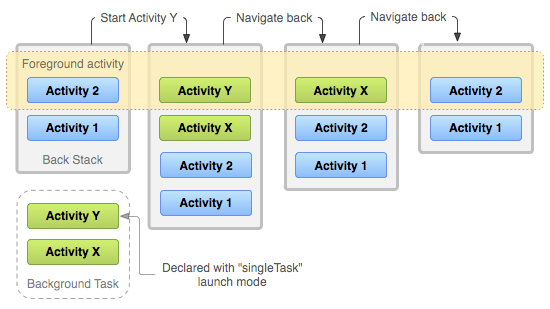 Start Activity Y
Navigate back
Navigate back
Foreground activity
Activity 2
Activity Y
Activity X
Activity 2
Activity 1
Activity X
Activity 2
Activity 1
Back Stack
Activity 2
Activity 1
Activity 1
Activity Y
Activity X
Background Task
Declared with "singleTask"
launch mode